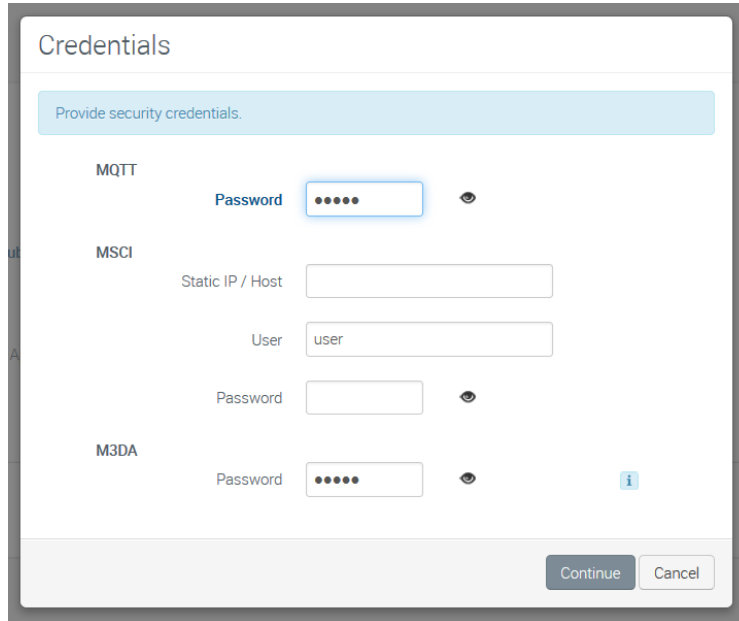 Credentials
Provide security credentials.
MQTT
Password •••••
MSCI
Static IP / Host
User user
Password
M3DA
Password •••••
i
Continue Cancel